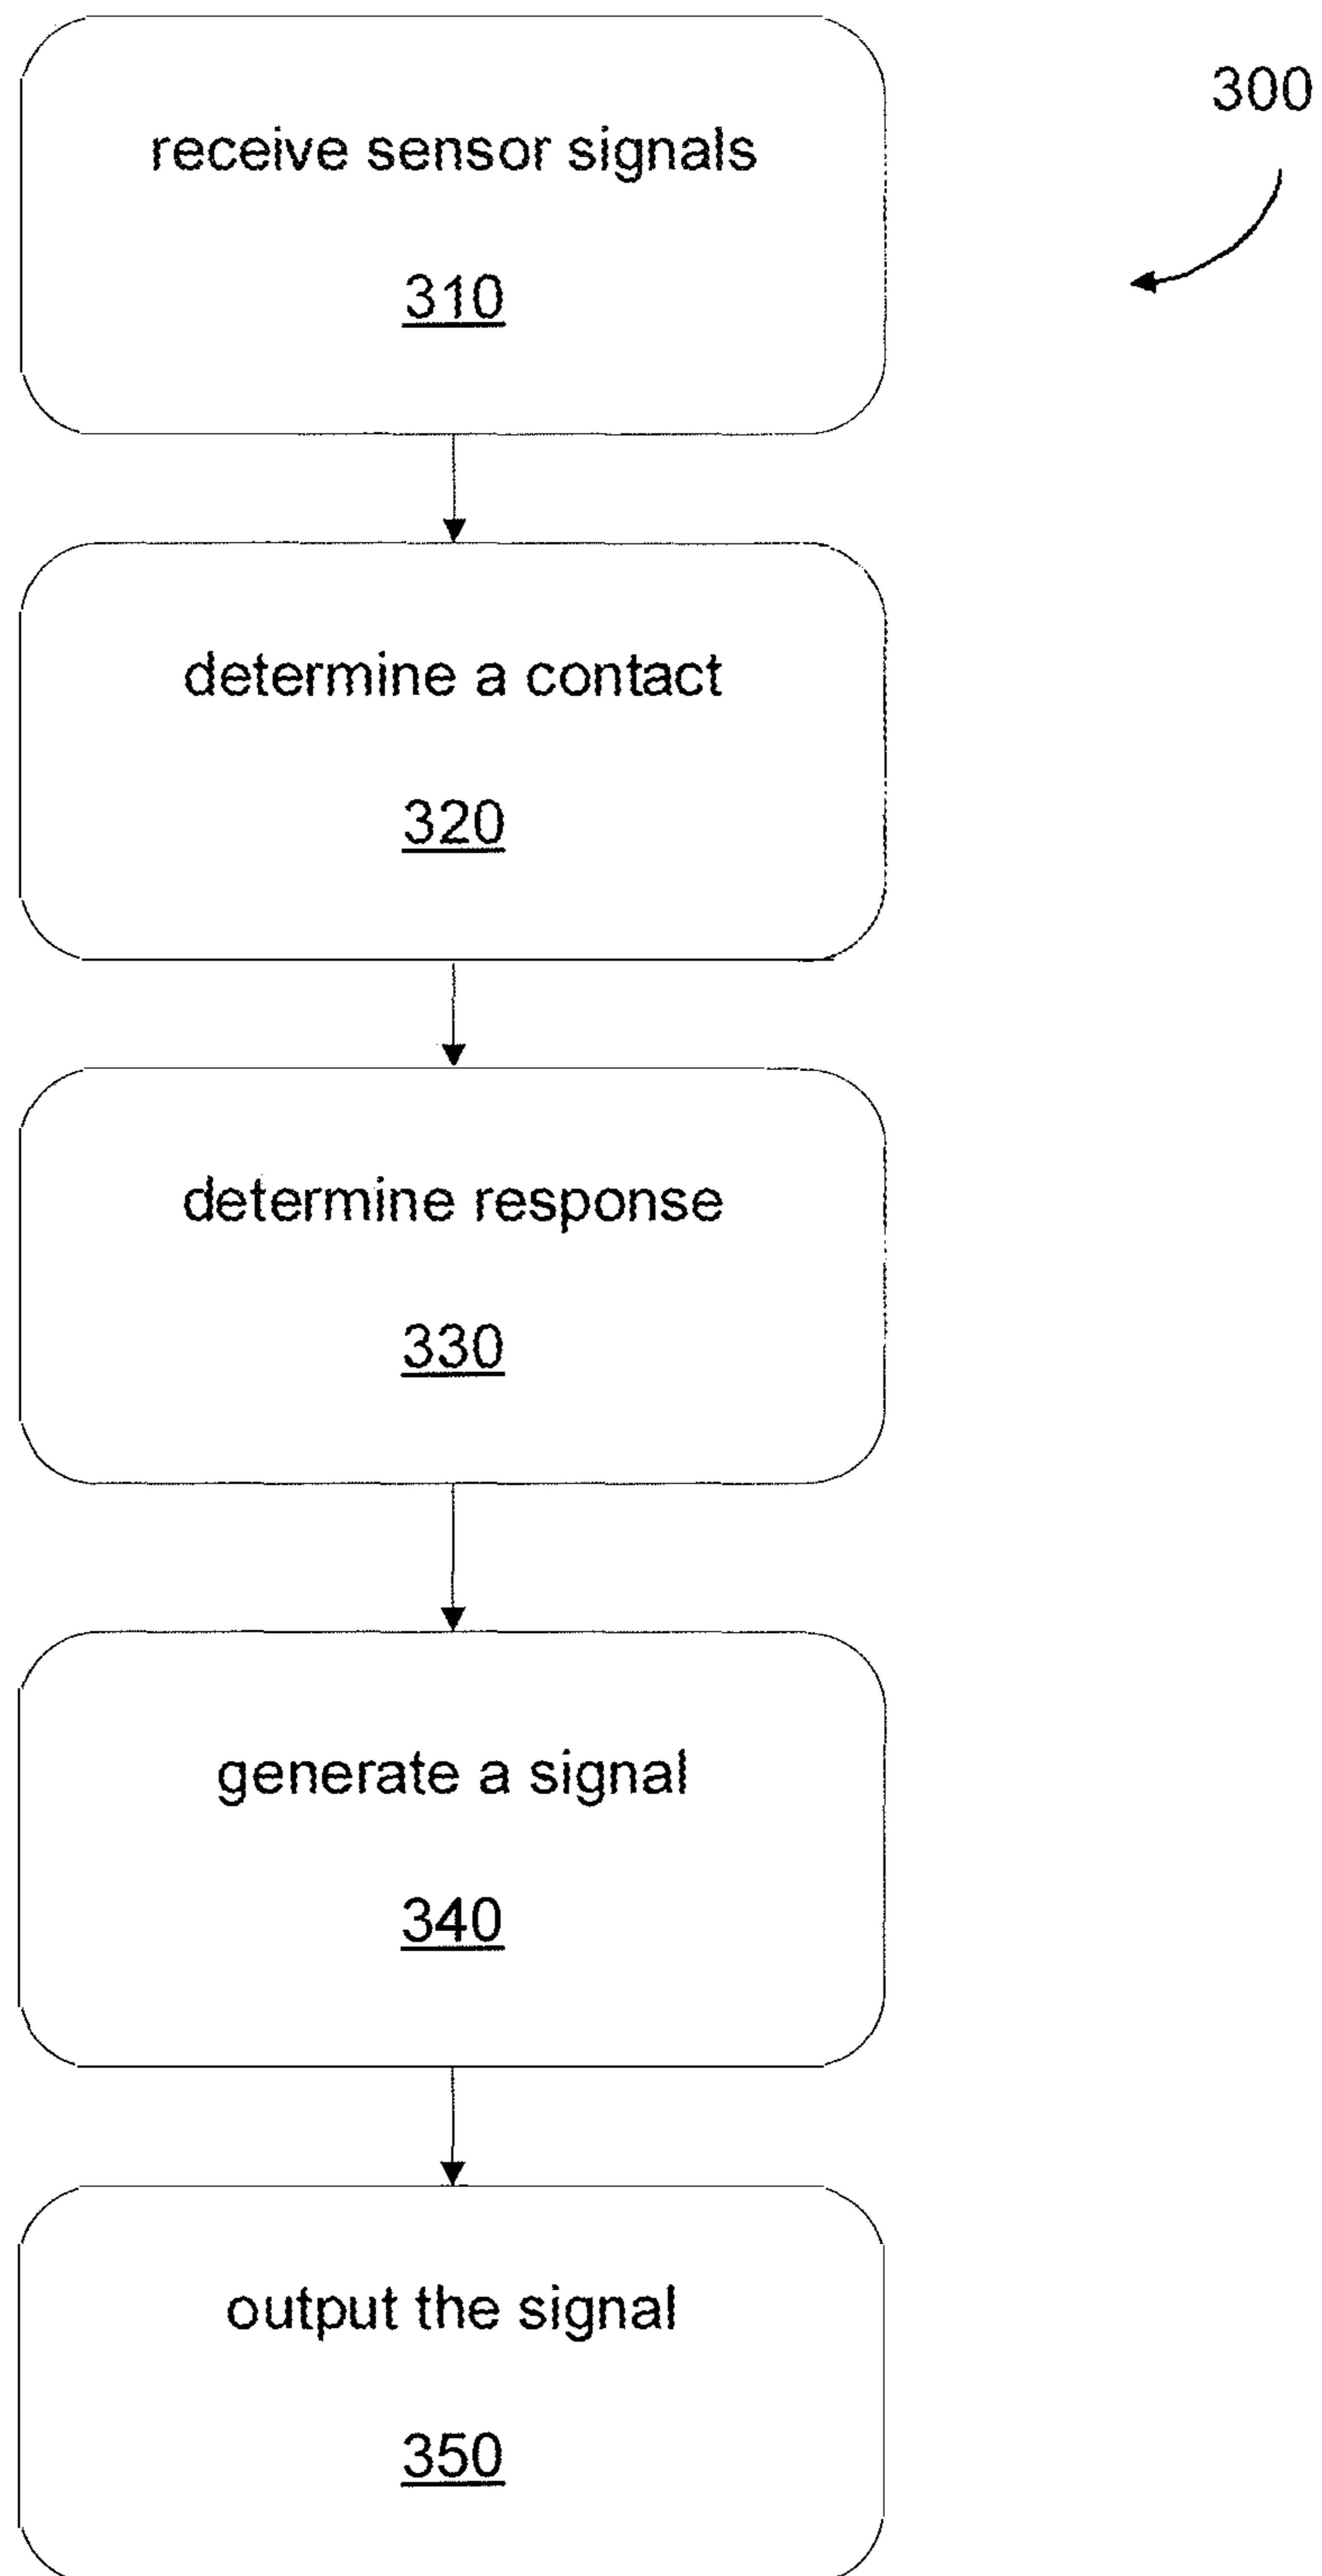 300
receive sensor signals
310
determine a contact
320
determine response
330
generate a signal
340
output the signal
350